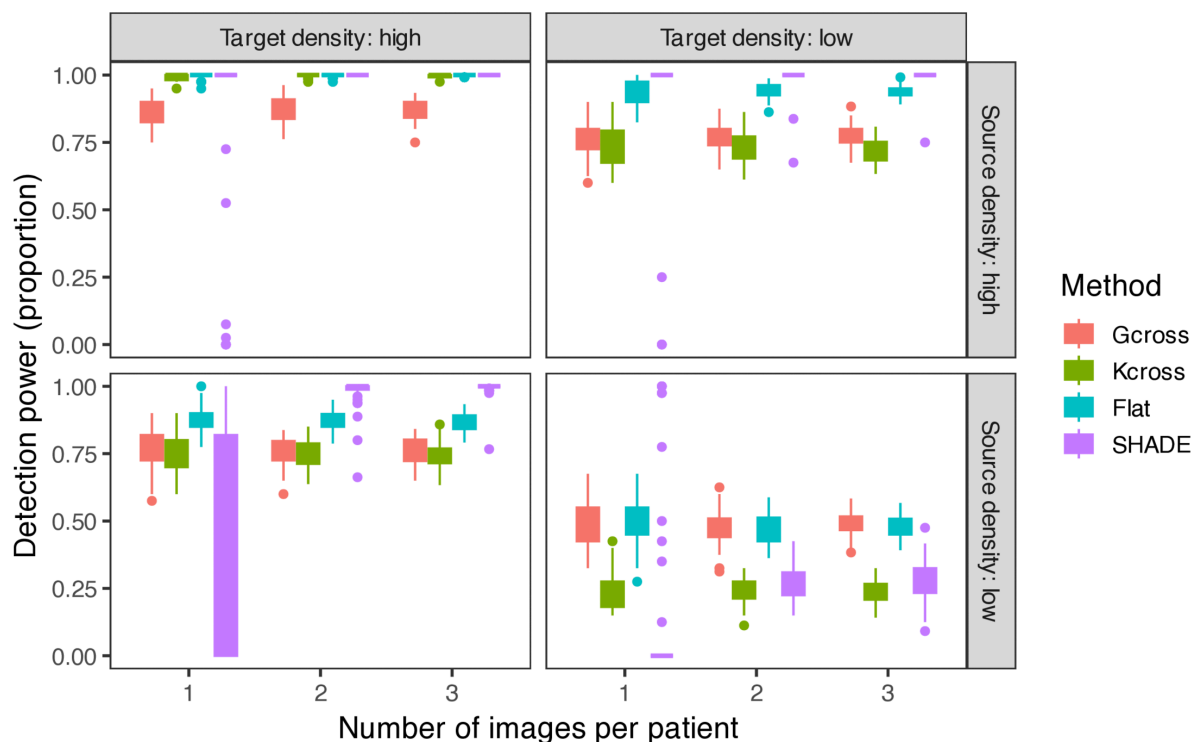 Target density: high
Target density: low
1.00
0.75
0.50
0.25
0.00
Source density: high
1.00
0.75
0.50
0.25
0.00
Source density: low
Detection power (proportion)
1 2 3
1 2 3
Number of images per patient
Method
Gcross
Kcross
Flat
SHADE